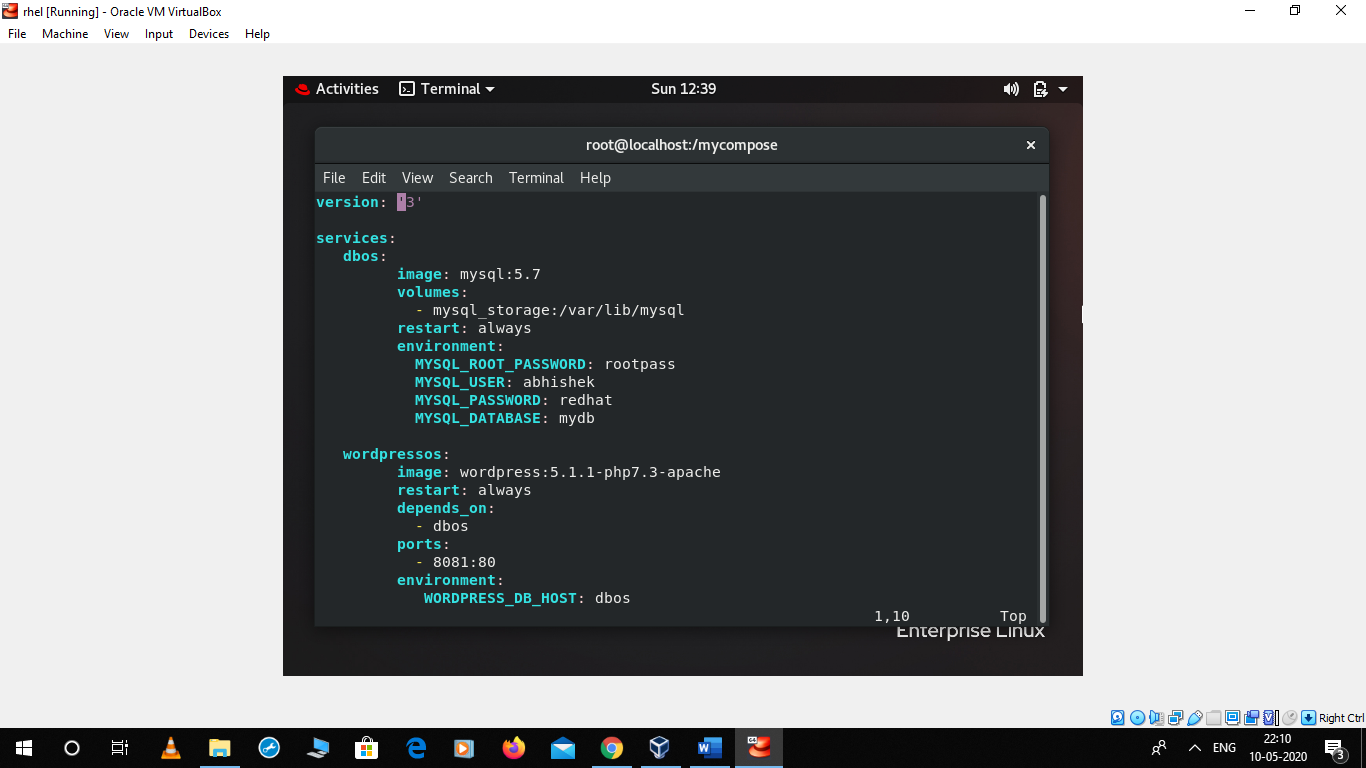 rhel [Running] - Oracle VM VirtualBox
File Machine View Input Devices Help
Activities Terminal Sun 12:39
root@localhost:/mycompose
File Edit View Search Terminal Help
version: '3'
services:
dbos:
image: mysql:5.7
volumes:
- mysql_storage:/var/lib/mysql
restart: always
environment:
MYSQL_ROOT_PASSWORD: rootpass
MYSQL_USER: abhishek
MYSQL_PASSWORD: redhat
MYSQL_DATABASE: mydb
wordpressos:
image: wordpress:5.1.1-php7.3-apache
restart: always
depends_on:
- dbos
ports:
- 8081:80
environment:
WORDPRESS_DB_HOST: dbos
1,10 Top
Enterprise Linux
Right Ctrl
ENG
22:10
10-05-2020
3